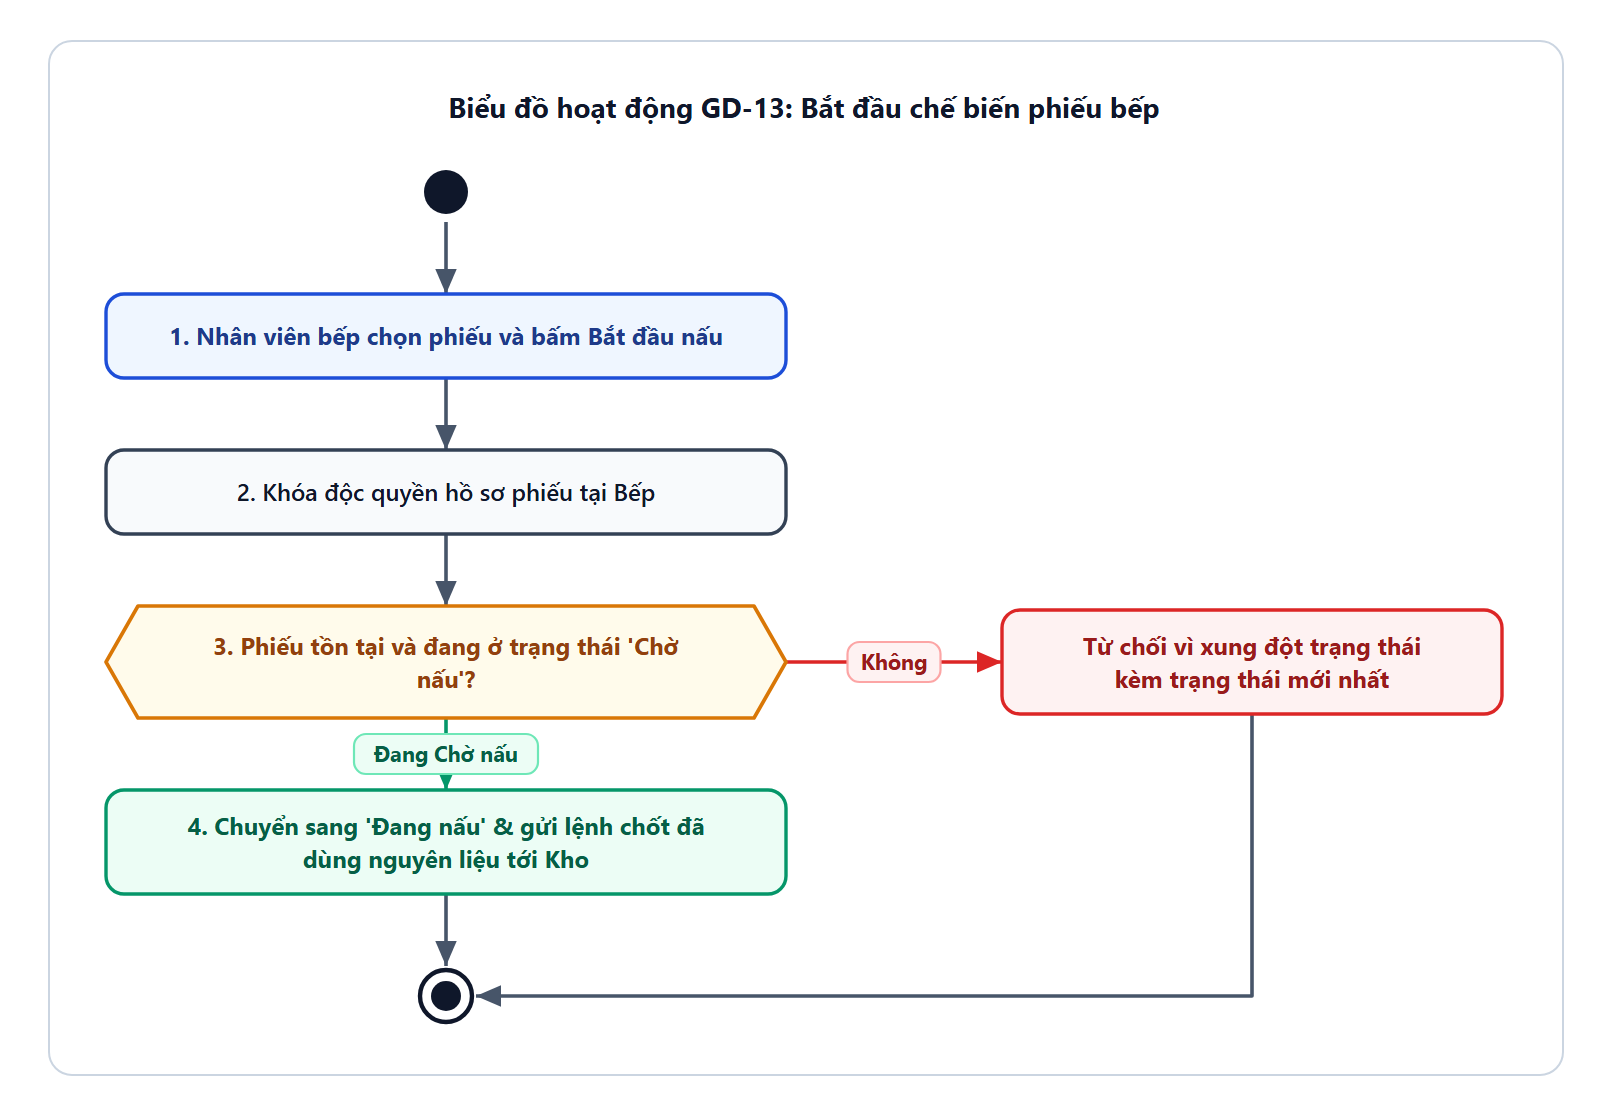 Biểu đồ hoạt động GD-13: Bắt đầu chế biến phiếu bếp
1. Nhân viên bếp chọn phiếu và bấm Bắt đầu nấu
2. Khóa độc quyền hồ sơ phiếu tại Bếp
3. Phiếu tồn tại và đang ở trạng thái 'Chờ
nấu'?
Không
Từ chối vì xung đột trạng thái
kèm trạng thái mới nhất
Đang Chờ nấu
4. Chuyển sang 'Đang nấu' & gửi lệnh chốt đã
dùng nguyên liệu tới Kho